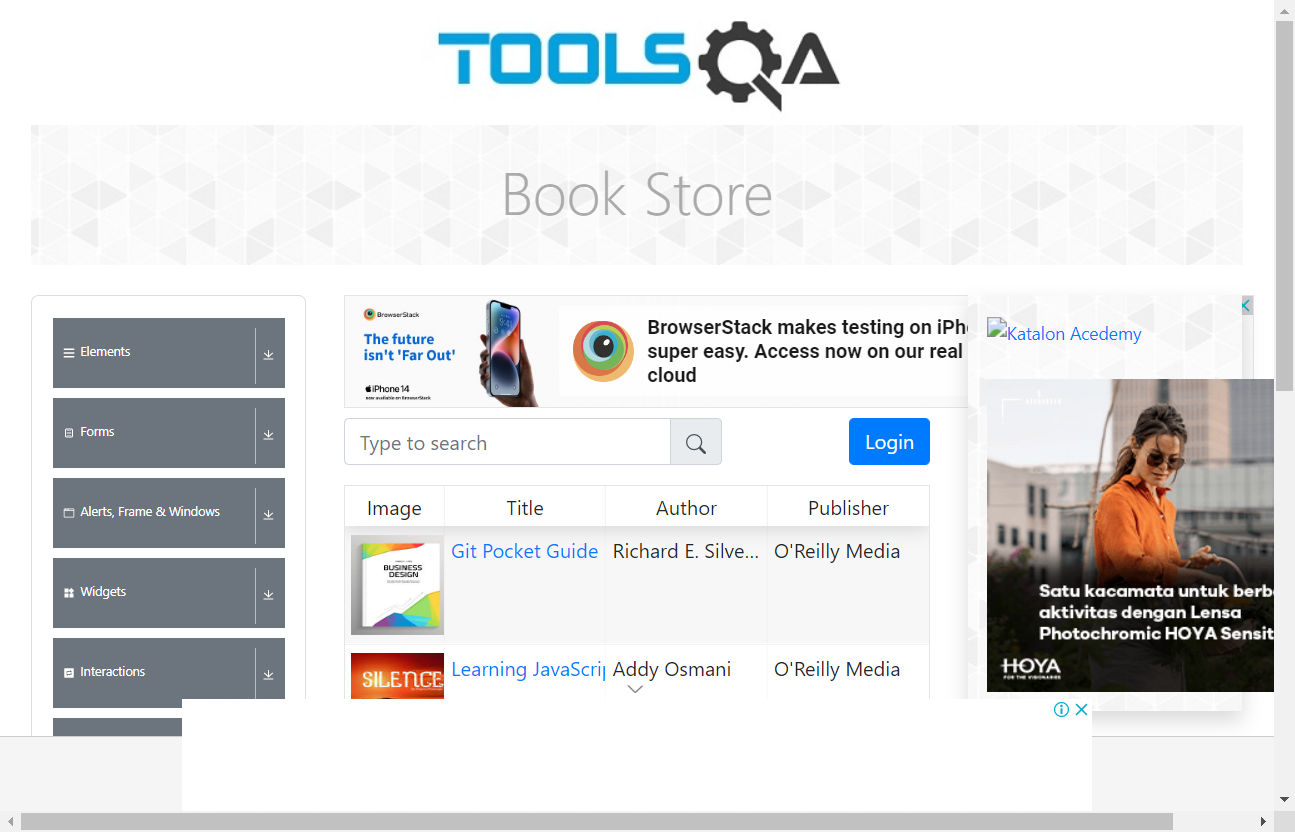 TOOLSQA
Book Store
Elements
Forms
Alerts, Frame & Windows
Widgets
Interactions
BrowserStack
The future
isn't 'Far Out'
iPhone 14
now available on BrowserStack
BrowserStack makes testing on iPh
super easy. Access now on our real
cloud
Type to search
Login
Image Title Author Publisher
BUSINESS
DESIGN
Git Pocket Guide Richard E. Silve... O'Reilly Media
SILENCE
Learning JavaScrip Addy Osmani O'Reilly Media
Katalon Acedemy
Satu kacamata untuk berb
aktivitas dengan Lensa
Photochromic HOYA Sensit
HOYA
FOR THE VISIONARIES